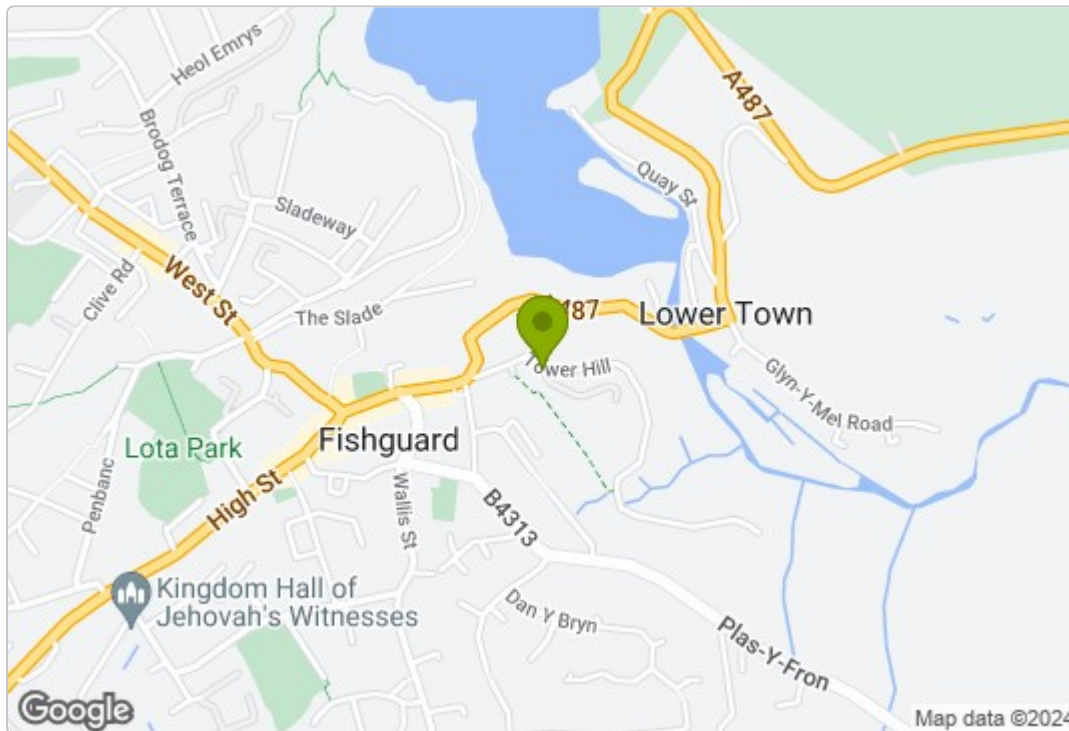 Heol Emrys
Brodog Terrace
A487
Quay St
Sladeway
Clive Rd
West St
The Slade
487
Lower Town
Tower Hill
Glyn-Y-Mel Road
Fishguard
Lota Park
Penbanc
High St
Wallis St
B4313
Kingdom Hall of
Jehovah's Witnesses
Dan Y Bryn
Plas-Y-Fron
Google
Map data ©2024